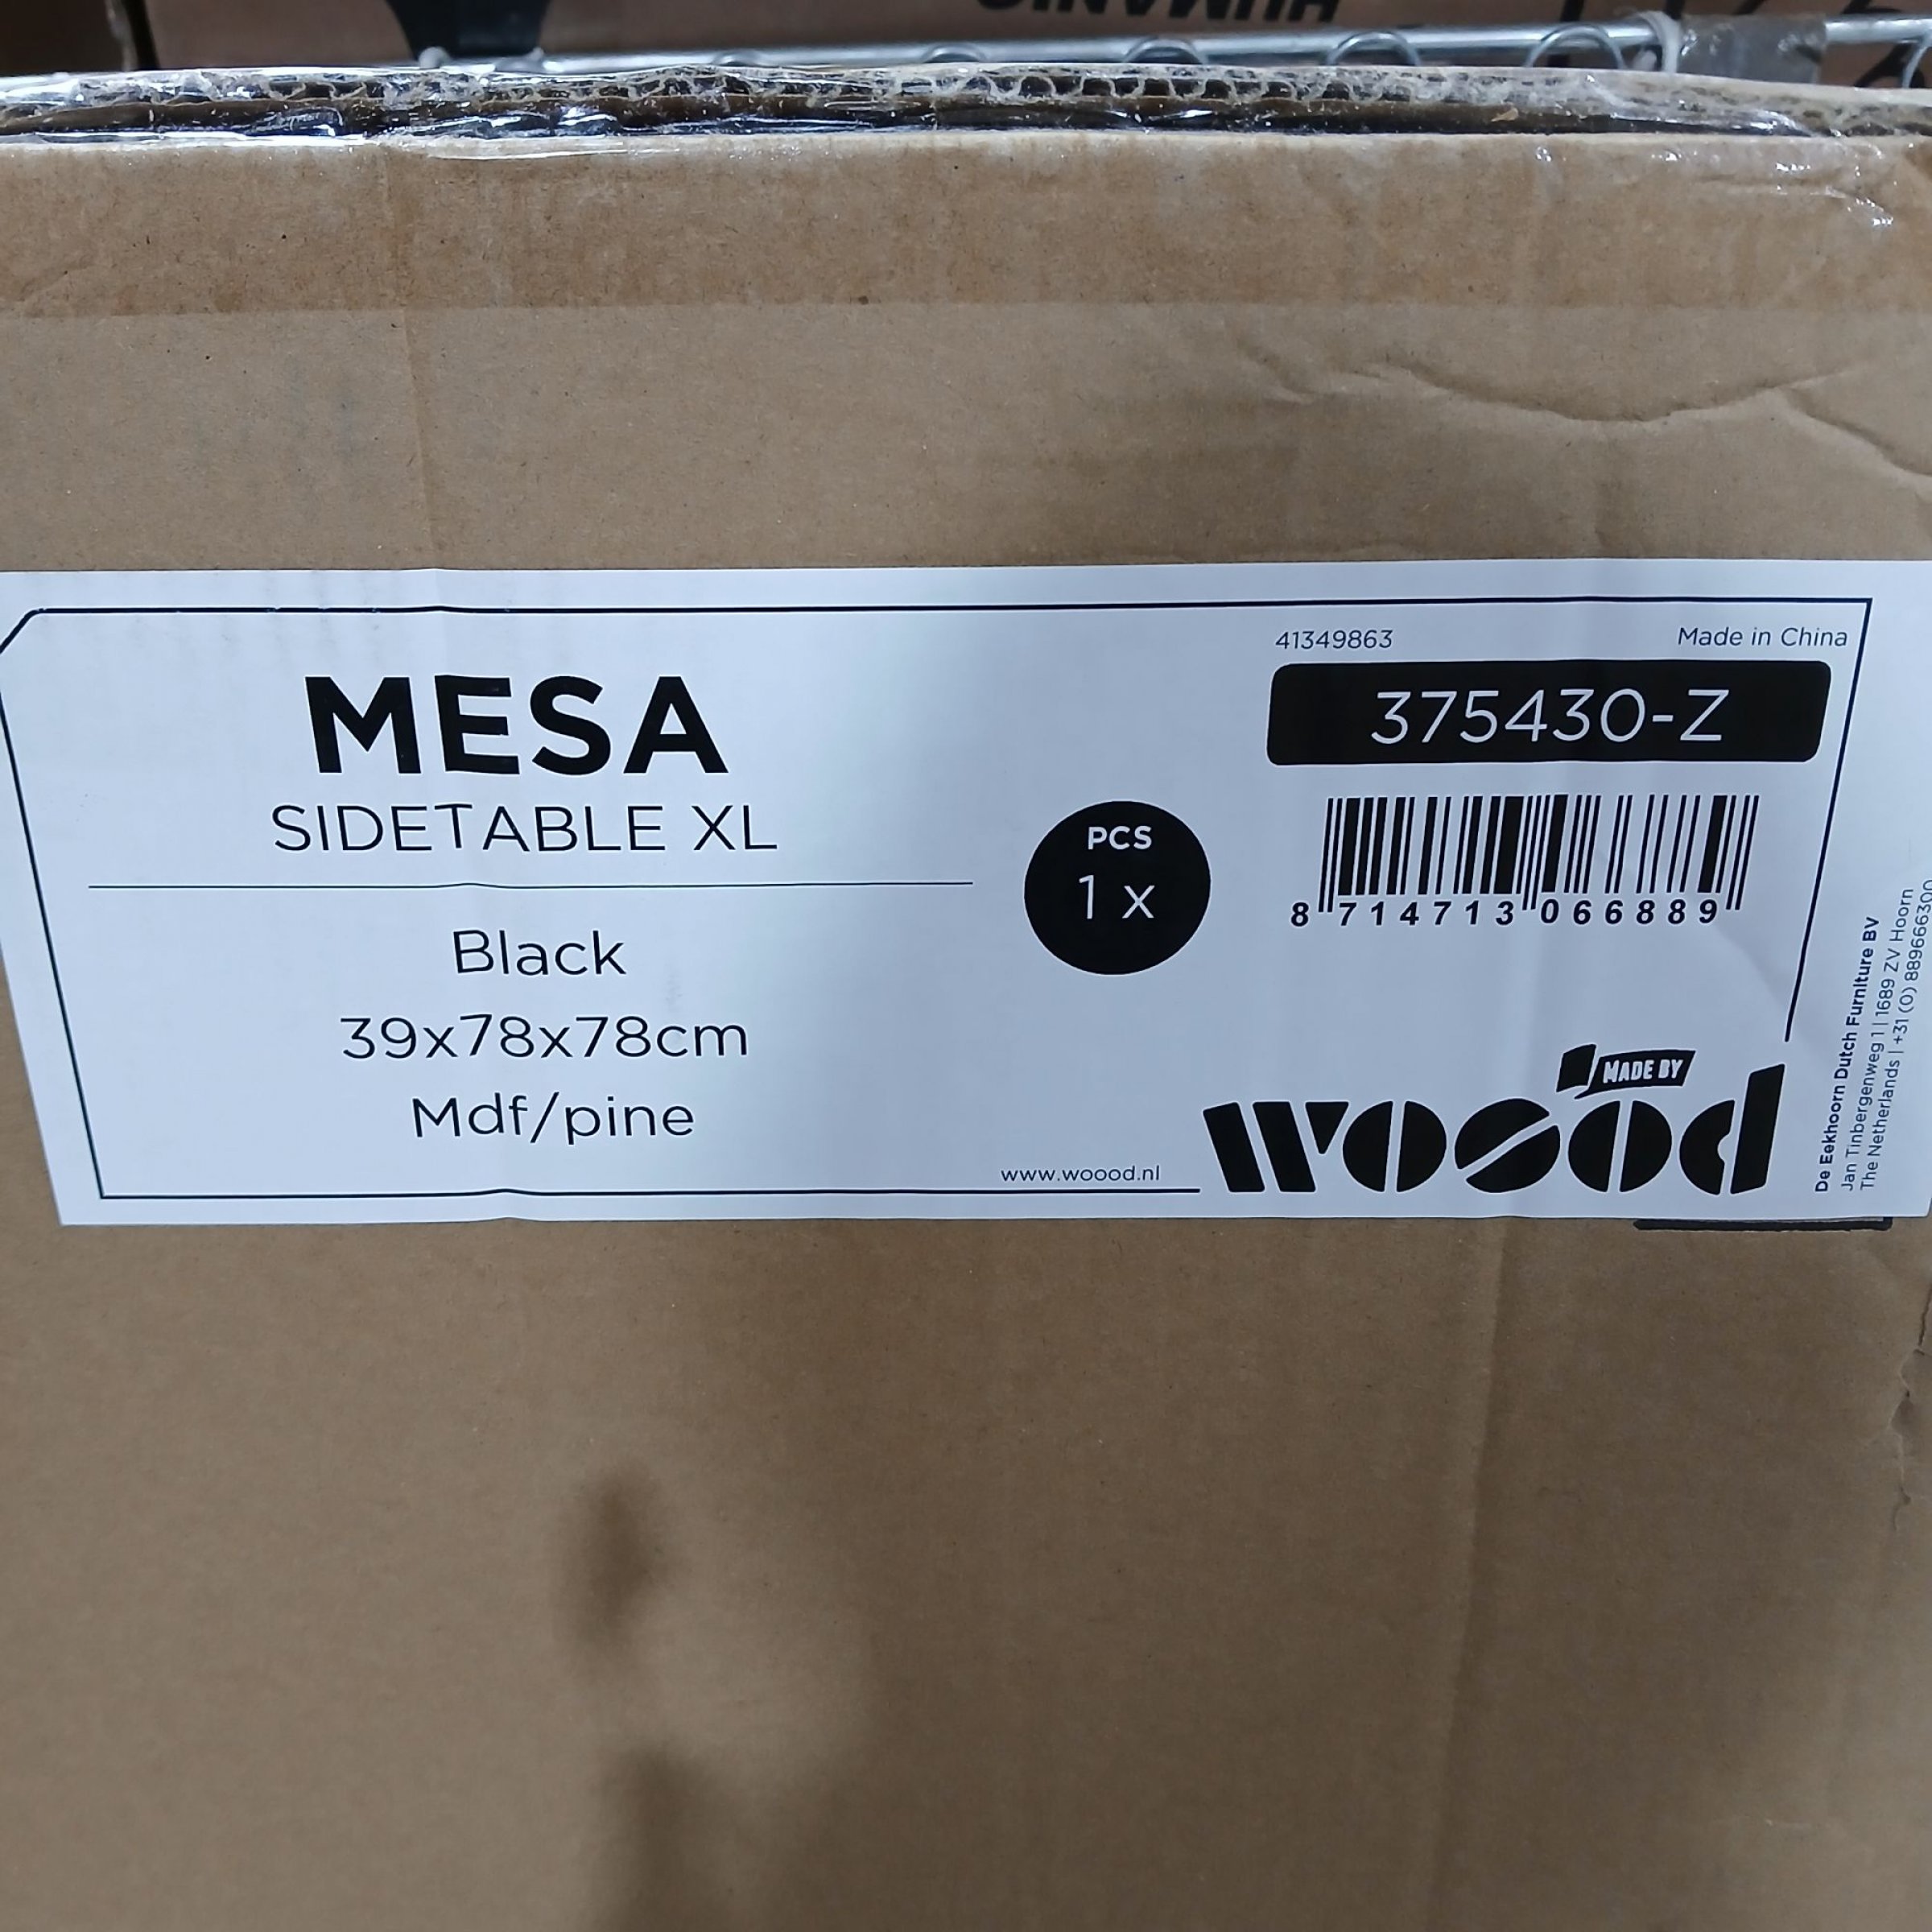 41349863 Made in China
MESA
SIDETABLE XL
375430-Z
PCS
1 x
8 714713 066889
Black
39x78x78cm
Mdf/pine
www.woood.nl
MADE BY
woood
De Eekhoorn Dutch Furniture BV
Jan Tinbergenweg 1 | 1689 ZV Hoorn
The Netherlands | +31 (0) 889666300